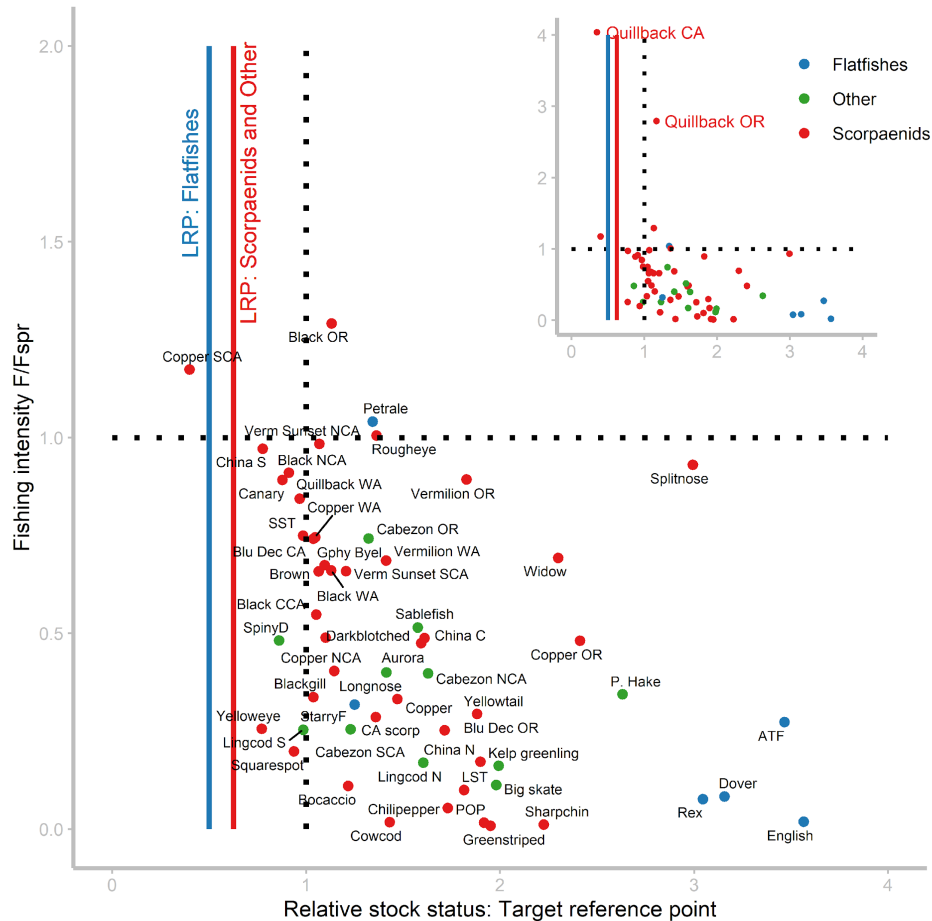 2.0
1.5
1.0
0.5
0.0
Fishing intensity F/Fspr
LRP: Flatfishes
LRP: Scorpaenids and Other
4
3
2
1
0
Quillback CA
Quillback OR
Flatfishes
Other
Scorpaenids
0
1
2
3
4
Black OR
Copper SCA
Petrale
Verm Sunset NCA
Rougheye
China S
Black NCA
Splitnose
Canary
Quillback WA
Vermilion OR
Copper WA
SST
Cabezon OR
Blu Dec CA
Gphy Byel
Vermilion WA
Widow
Brown
Verm Sunset SCA
Black WA
Black CCA
Sablefish
SpinyD
Darkblotched
China C
Copper OR
Copper NCA
Aurora
Cabezon NCA
P. Hake
Blackgill
Longnose
Copper
Yellowtail
Yelloweye
StarryF
CA scorp
Blu Dec OR
ATF
Lingcod S
Cabezon SCA
China N
Kelp greenling
Squarespot
Lingcod N
LST
Big skate
Dover
Bocaccio
Chilipepper
POP
Sharpchin
Rex
Cowcod
Greenstriped
English
0
1
2
3
4
Relative stock status: Target reference point